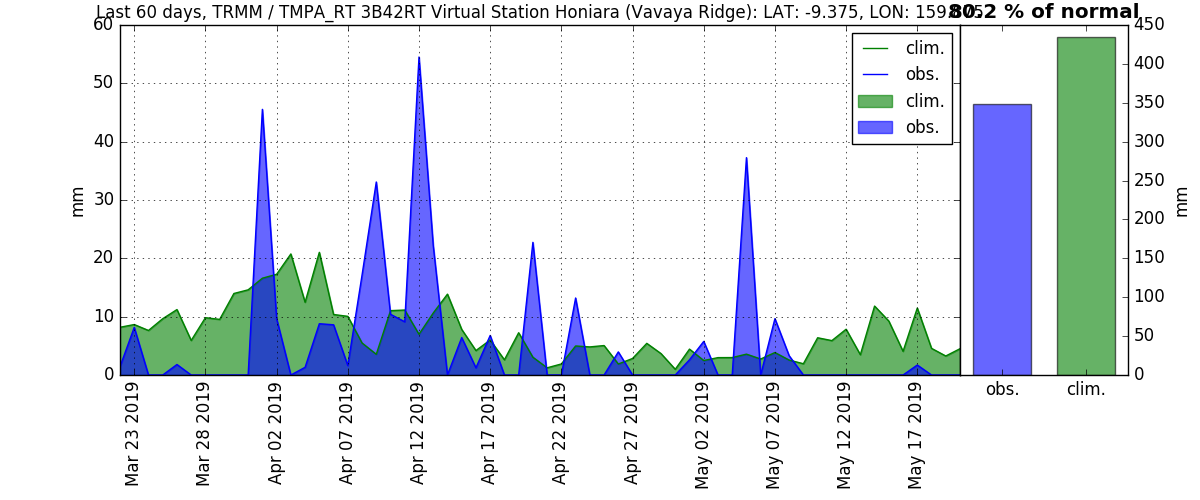 Last 60 days, TRMM / TMPA_RT 3B42RT Virtual Station Honiara (Vavaya Ridge): LAT: -9.375, LON:
80.2 % of normal
60
50
40
30
20
10
0
mm
clim.
obs.
clim.
obs.
Mar 23 2019
Mar 28 2019
Apr 02 2019
Apr 07 2019
Apr 12 2019
Apr 17 2019
Apr 22 2019
Apr 27 2019
May 02 2019
May 07 2019
May 12 2019
May 17 2019
450
400
350
300
250
200
150
100
50
0
mm
obs.
clim.